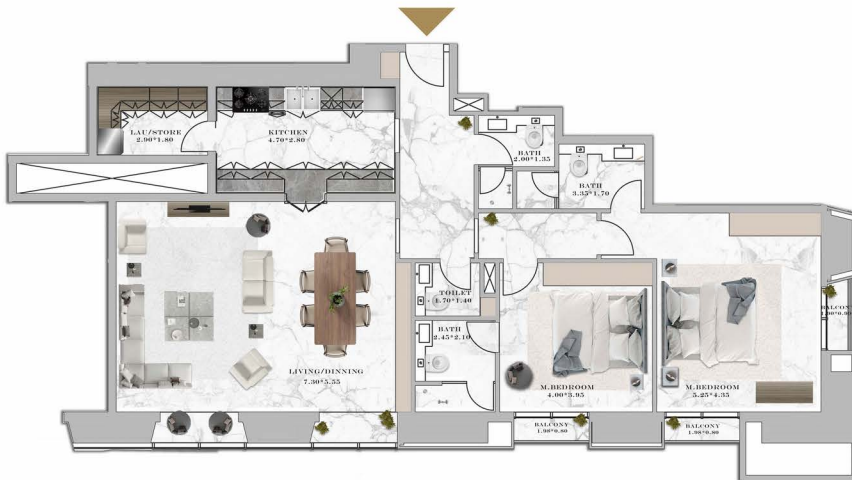 LAU/STORE
2.90*1.80
KITCHEN
4.70*2.80
BATH
2.00*1.35
BATH
3.35*1.70
TOILET
1.70*1.40
BATH
2.45*2.10
LIVING/DINNING
7.30*5.55
M.BEDROOM
4.00*3.95
M.BEDROOM
5.25*4.35
BALCONY
1.98*0.80
BALCONY
1.98*0.80
BALCON